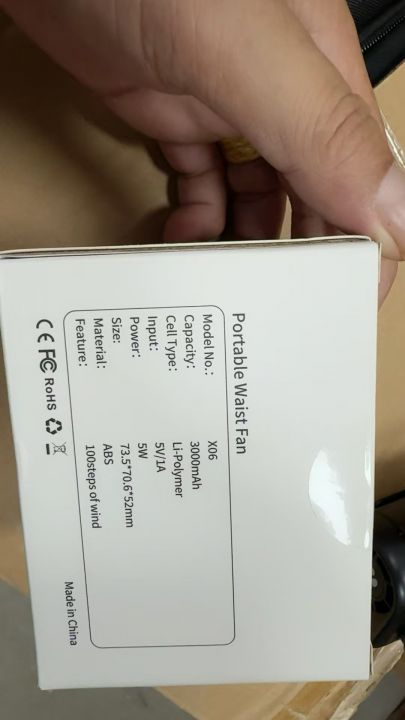 Portable Waist Fan
Model No.: X06
Capacity: 3000mAh
Cell Type: Li-Polymer
Input: 5V/1A
Power: 5W
Size: 73.5*70.6*52mm
Material: ABS
Feature: 100steps of wind
CE FC RoHS
Made in China